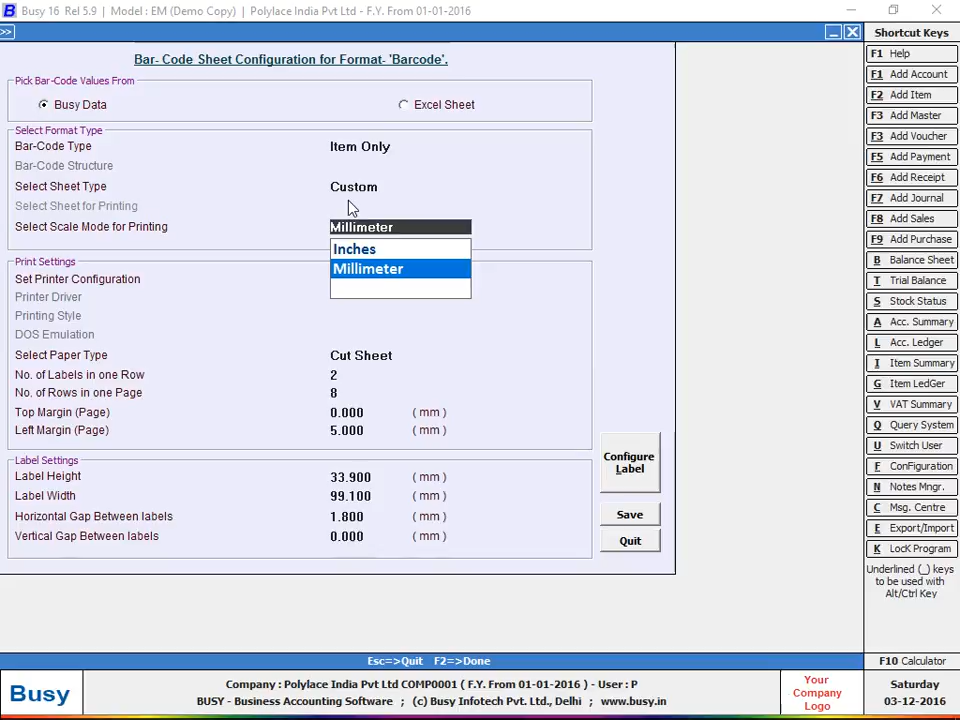 Busy 16 Rel 5.9 | Model : EM (Demo Copy) | Polylace India Pvt Ltd - F.Y. From 01-01-2016
>>
Bar- Code Sheet Configuration for Format- 'Barcode'.
Pick Bar-Code Values From
Busy Data
Excel Sheet
Select Format Type
Bar-Code Type Item Only
Bar-Code Structure
Select Sheet Type Custom
Select Sheet for Printing
Select Scale Mode for Printing Millimeter
Inches
Millimeter
Print Settings
Set Printer Configuration
Printer Driver
Printing Style
DOS Emulation
Select Paper Type Cut Sheet
No. of Labels in one Row 2
No. of Rows in one Page 8
Top Margin (Page) 0.000 ( mm )
Left Margin (Page) 5.000 ( mm )
Label Settings
Label Height 33.900 ( mm )
Label Width 99.100 ( mm )
Horizontal Gap Between labels 1.800 ( mm )
Vertical Gap Between labels 0.000 ( mm )
Configure
Label
Save
Quit
Shortcut Keys
F1 Help
F1 Add Account
F2 Add Item
F3 Add Master
F3 Add Voucher
F5 Add Payment
F6 Add Receipt
F7 Add Journal
F8 Add Sales
F9 Add Purchase
B Balance Sheet
T Trial Balance
S Stock Status
A Acc. Summary
L Acc. Ledger
I Item Summary
G Item LedGer
V VAT Summary
Q Query System
U Switch User
F ConFiguration
N Notes Mngr.
C Msg. Centre
E Export/Import
K LocK Program
Underlined (_) keys
to be used with
Alt/Ctrl Key
F10 Calculator
Esc=>Quit F2=>Done
Busy
Company : Polylace India Pvt Ltd COMP0001 ( F.Y. From 01-01-2016 ) - User : P
BUSY - Business Accounting Software ; (c) Busy Infotech Pvt. Ltd., Delhi ; www.busy.in
Your
Company
Logo
Saturday
03-12-2016